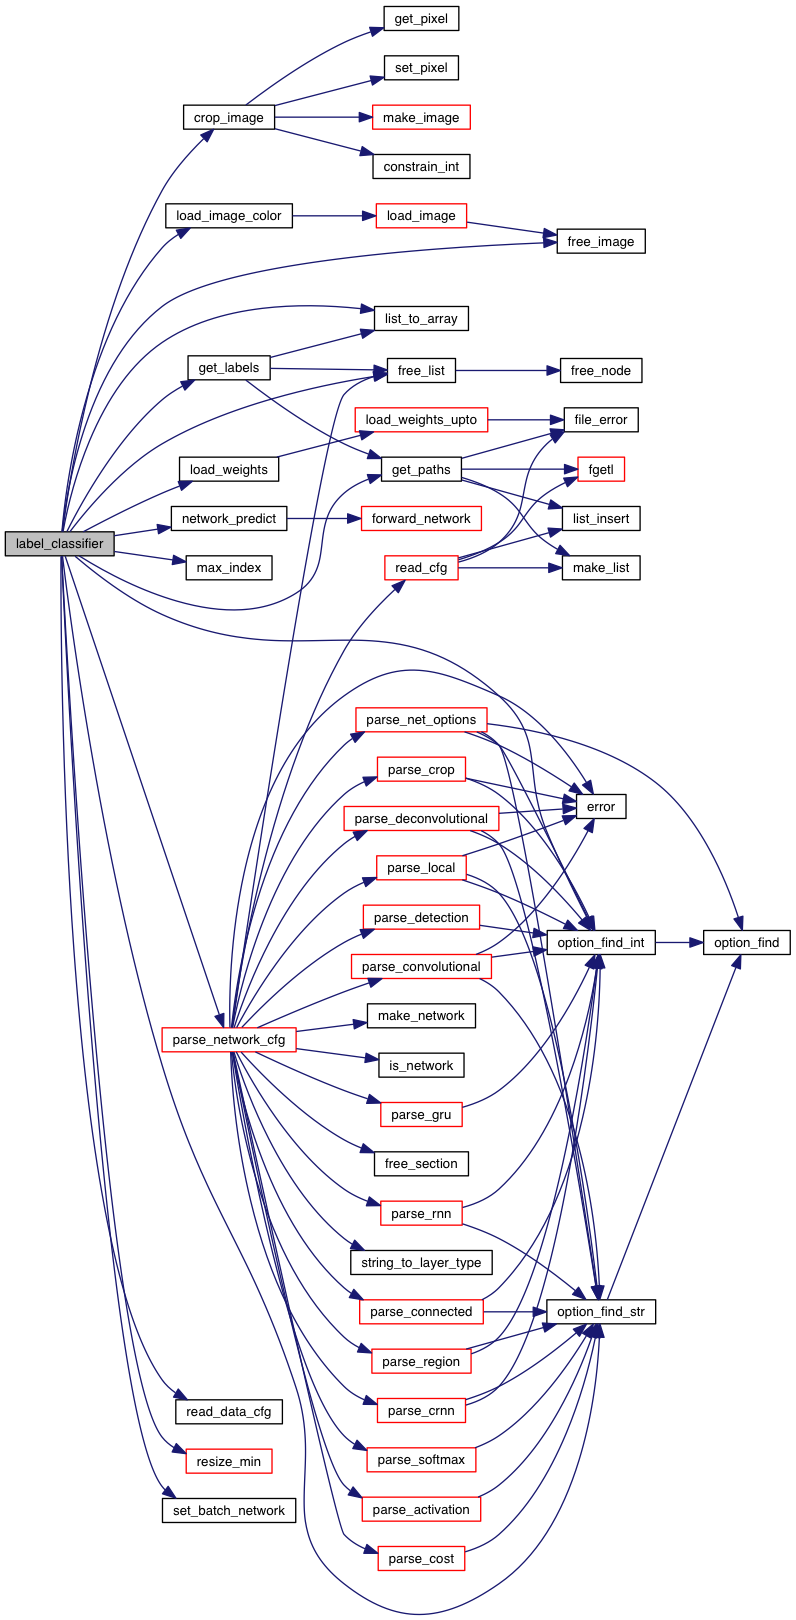 get_pixel
set_pixel
crop_image
make_image
constrain_int
load_image_color
load_image
free_image
list_to_array
get_labels
free_list
free_node
load_weights_upto
file_error
load_weights
get_paths
fgetl
network_predict
forward_network
list_insert
label_classifier
max_index
read_cfg
make_list
parse_net_options
parse_crop
error
parse_deconvolutional
parse_local
parse_detection
option_find_int
option_find
parse_convolutional
make_network
parse_network_cfg
is_network
parse_gru
free_section
parse_rnn
string_to_layer_type
parse_connected
option_find_str
parse_region
read_data_cfg
parse_crnn
resize_min
parse_softmax
set_batch_network
parse_activation
parse_cost